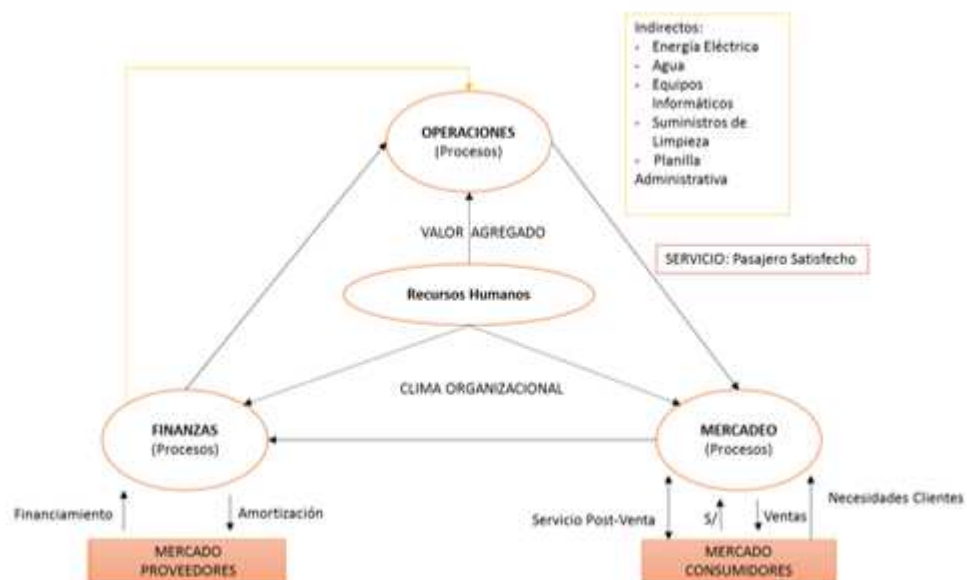 Indirectos:
- Energía Eléctrica
- Agua
- Equipos
Informáticos
- Suministros de
Limpieza
- Planilla
Administrativa
OPERACIONES
(Procesos)
VALOR AGREGADO
SERVICIO: Pasajero Satisfecho
Recursos Humanos
CLIMA ORGANIZACIONAL
FINANZAS
(Procesos)
MERCADEO
(Procesos)
Financiamiento
Amortización
Servicio Post-Venta
S/
Ventas
Necesidades Clientes
MERCADO
PROVEEDORES
MERCADO
CONSUMIDORES